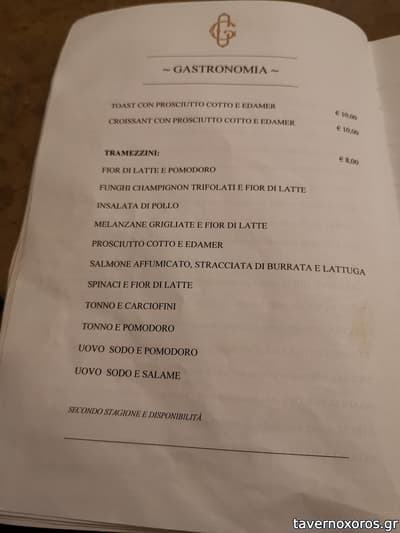 ~ GASTRONOMIA ~
TOAST CON PROSCIUTTO COTTO E EDAMER € 10,00
CROISSANT CON PROSCIUTTO COTTO E EDAMER € 10,00
TRAMEZZINI: € 8,00
FIOR DI LATTE E POMODORO
FUNGHI CHAMPIGNON TRIFOLATI E FIOR DI LATTE
INSALATA DI POLLO
MELANZANE GRIGLIATE E FIOR DI LATTE
PROSCIUTTO COTTO E EDAMER
SALMONE AFFUMICATO, STRACCIATA DI BURRATA E LATTUGA
SPINACI E FIOR DI LATTE
TONNO E CARCIOFINI
TONNO E POMODORO
UOVO SODO E POMODORO
UOVO SODO E SALAME
SECONDO STAGIONE E DISPONIBILITÀ
tavernoxoros.gr